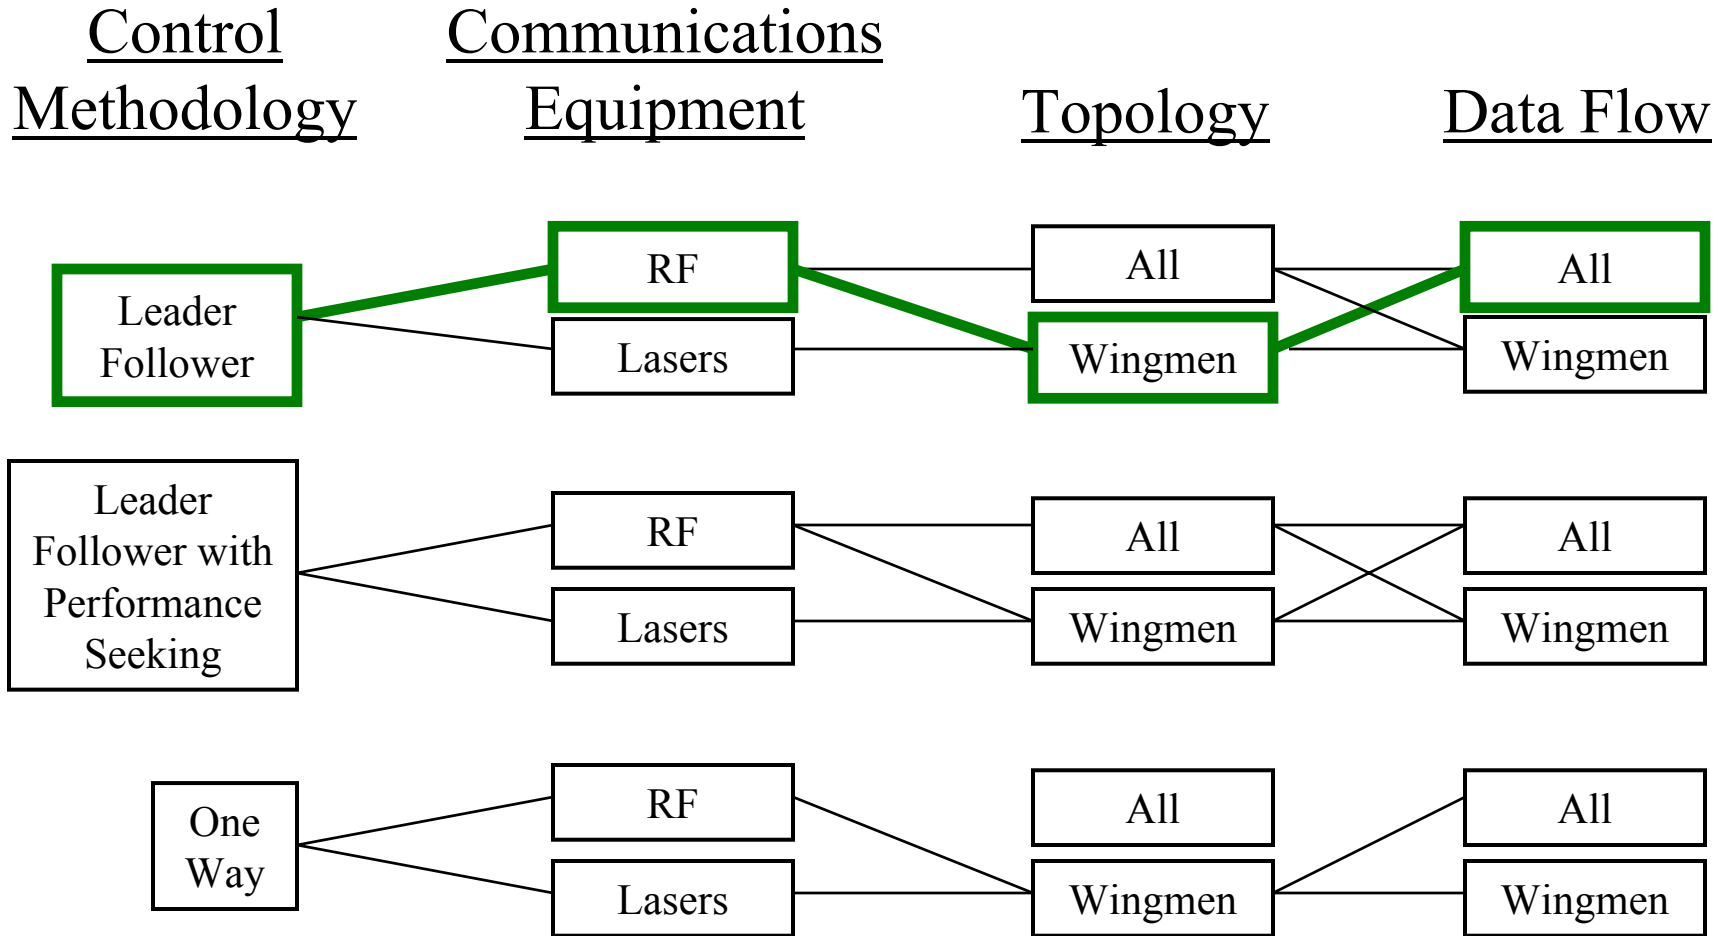 Control
Methodology
Communications
Equipment
Topology
Data Flow
Leader
Follower
RF
Lasers
All
Wingmen
All
Wingmen
Leader
Follower with
Performance
Seeking
RF
Lasers
All
Wingmen
All
Wingmen
One
Way
RF
Lasers
All
Wingmen
All
Wingmen